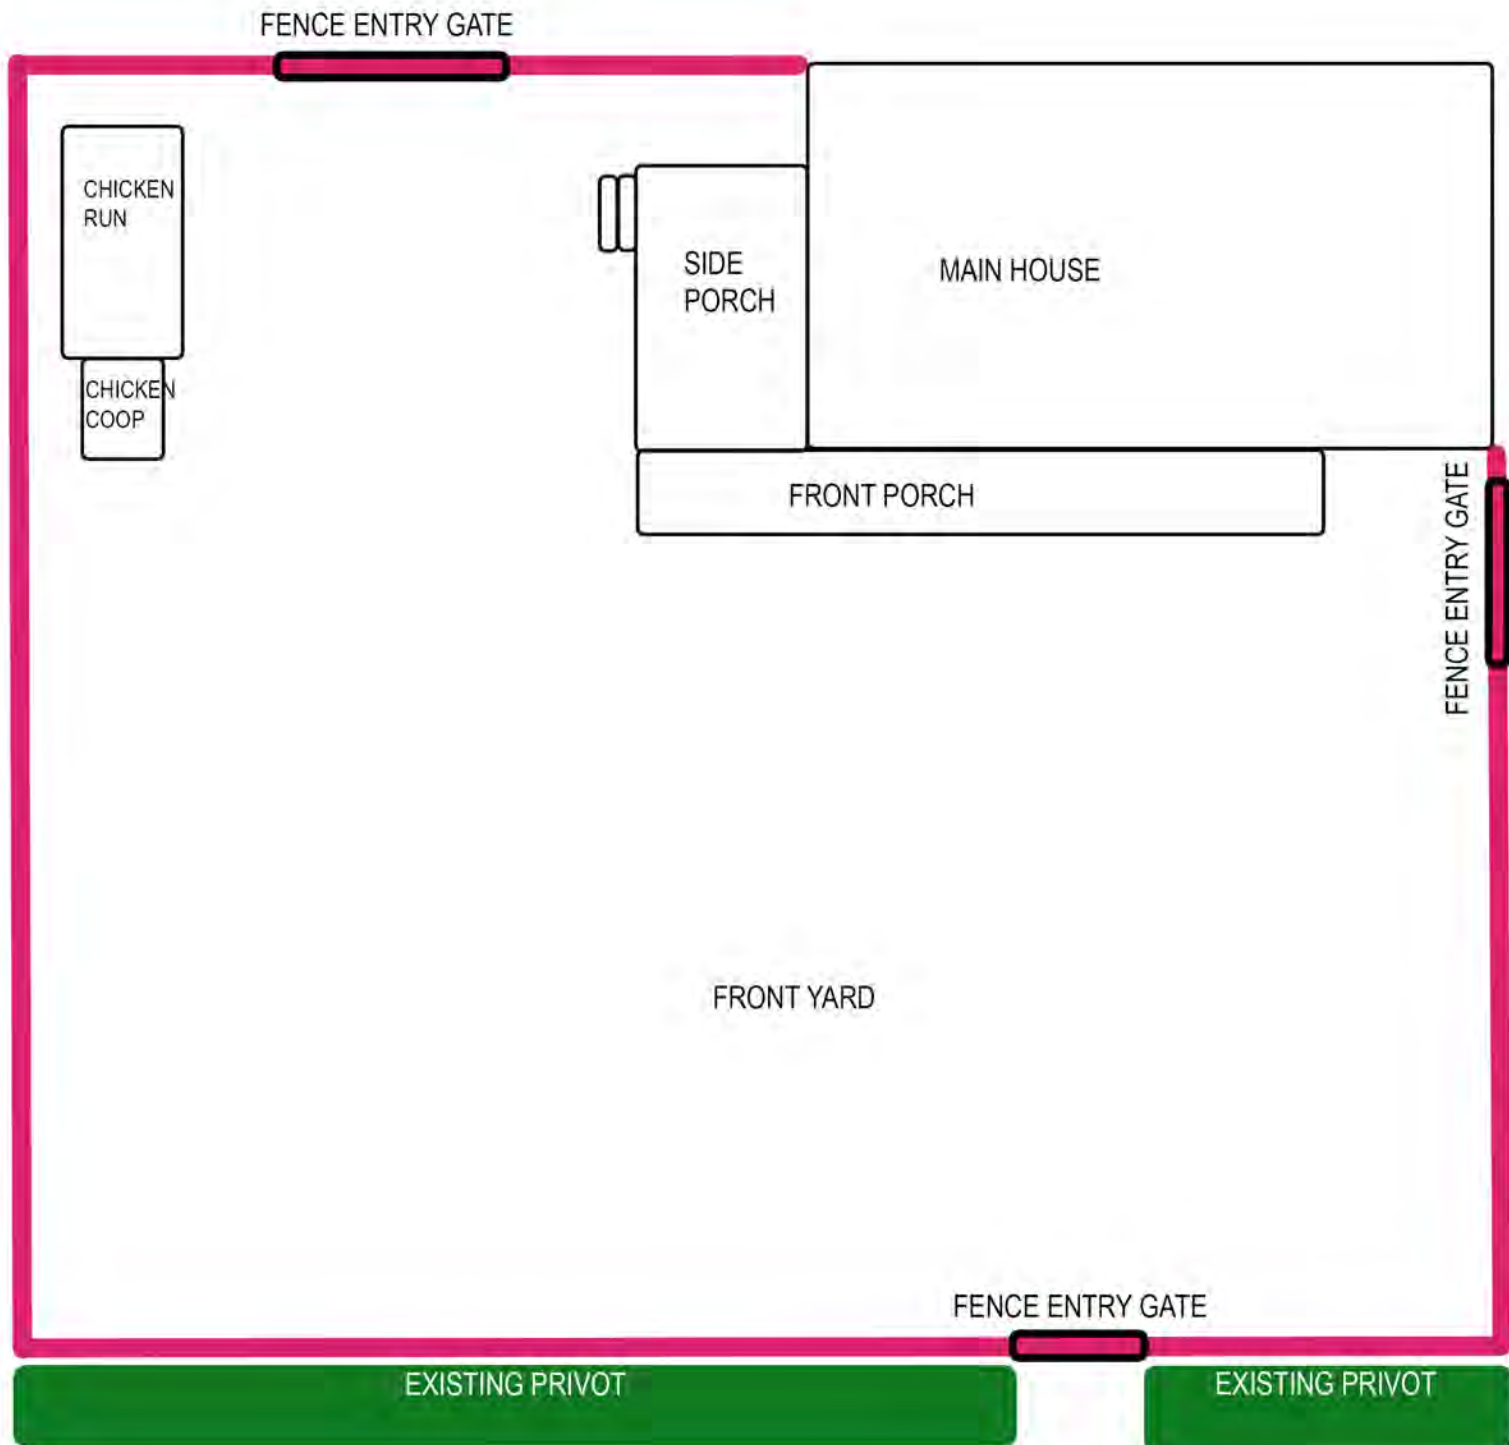 FENCE ENTRY GATE
CHICKEN
RUN
SIDE
PORCH
MAIN HOUSE
CHICKEN
COOP
FRONT PORCH
FENCE ENTRY GATE
FRONT YARD
FENCE ENTRY GATE
EXISTING PRIVOT
EXISTING PRIVOT